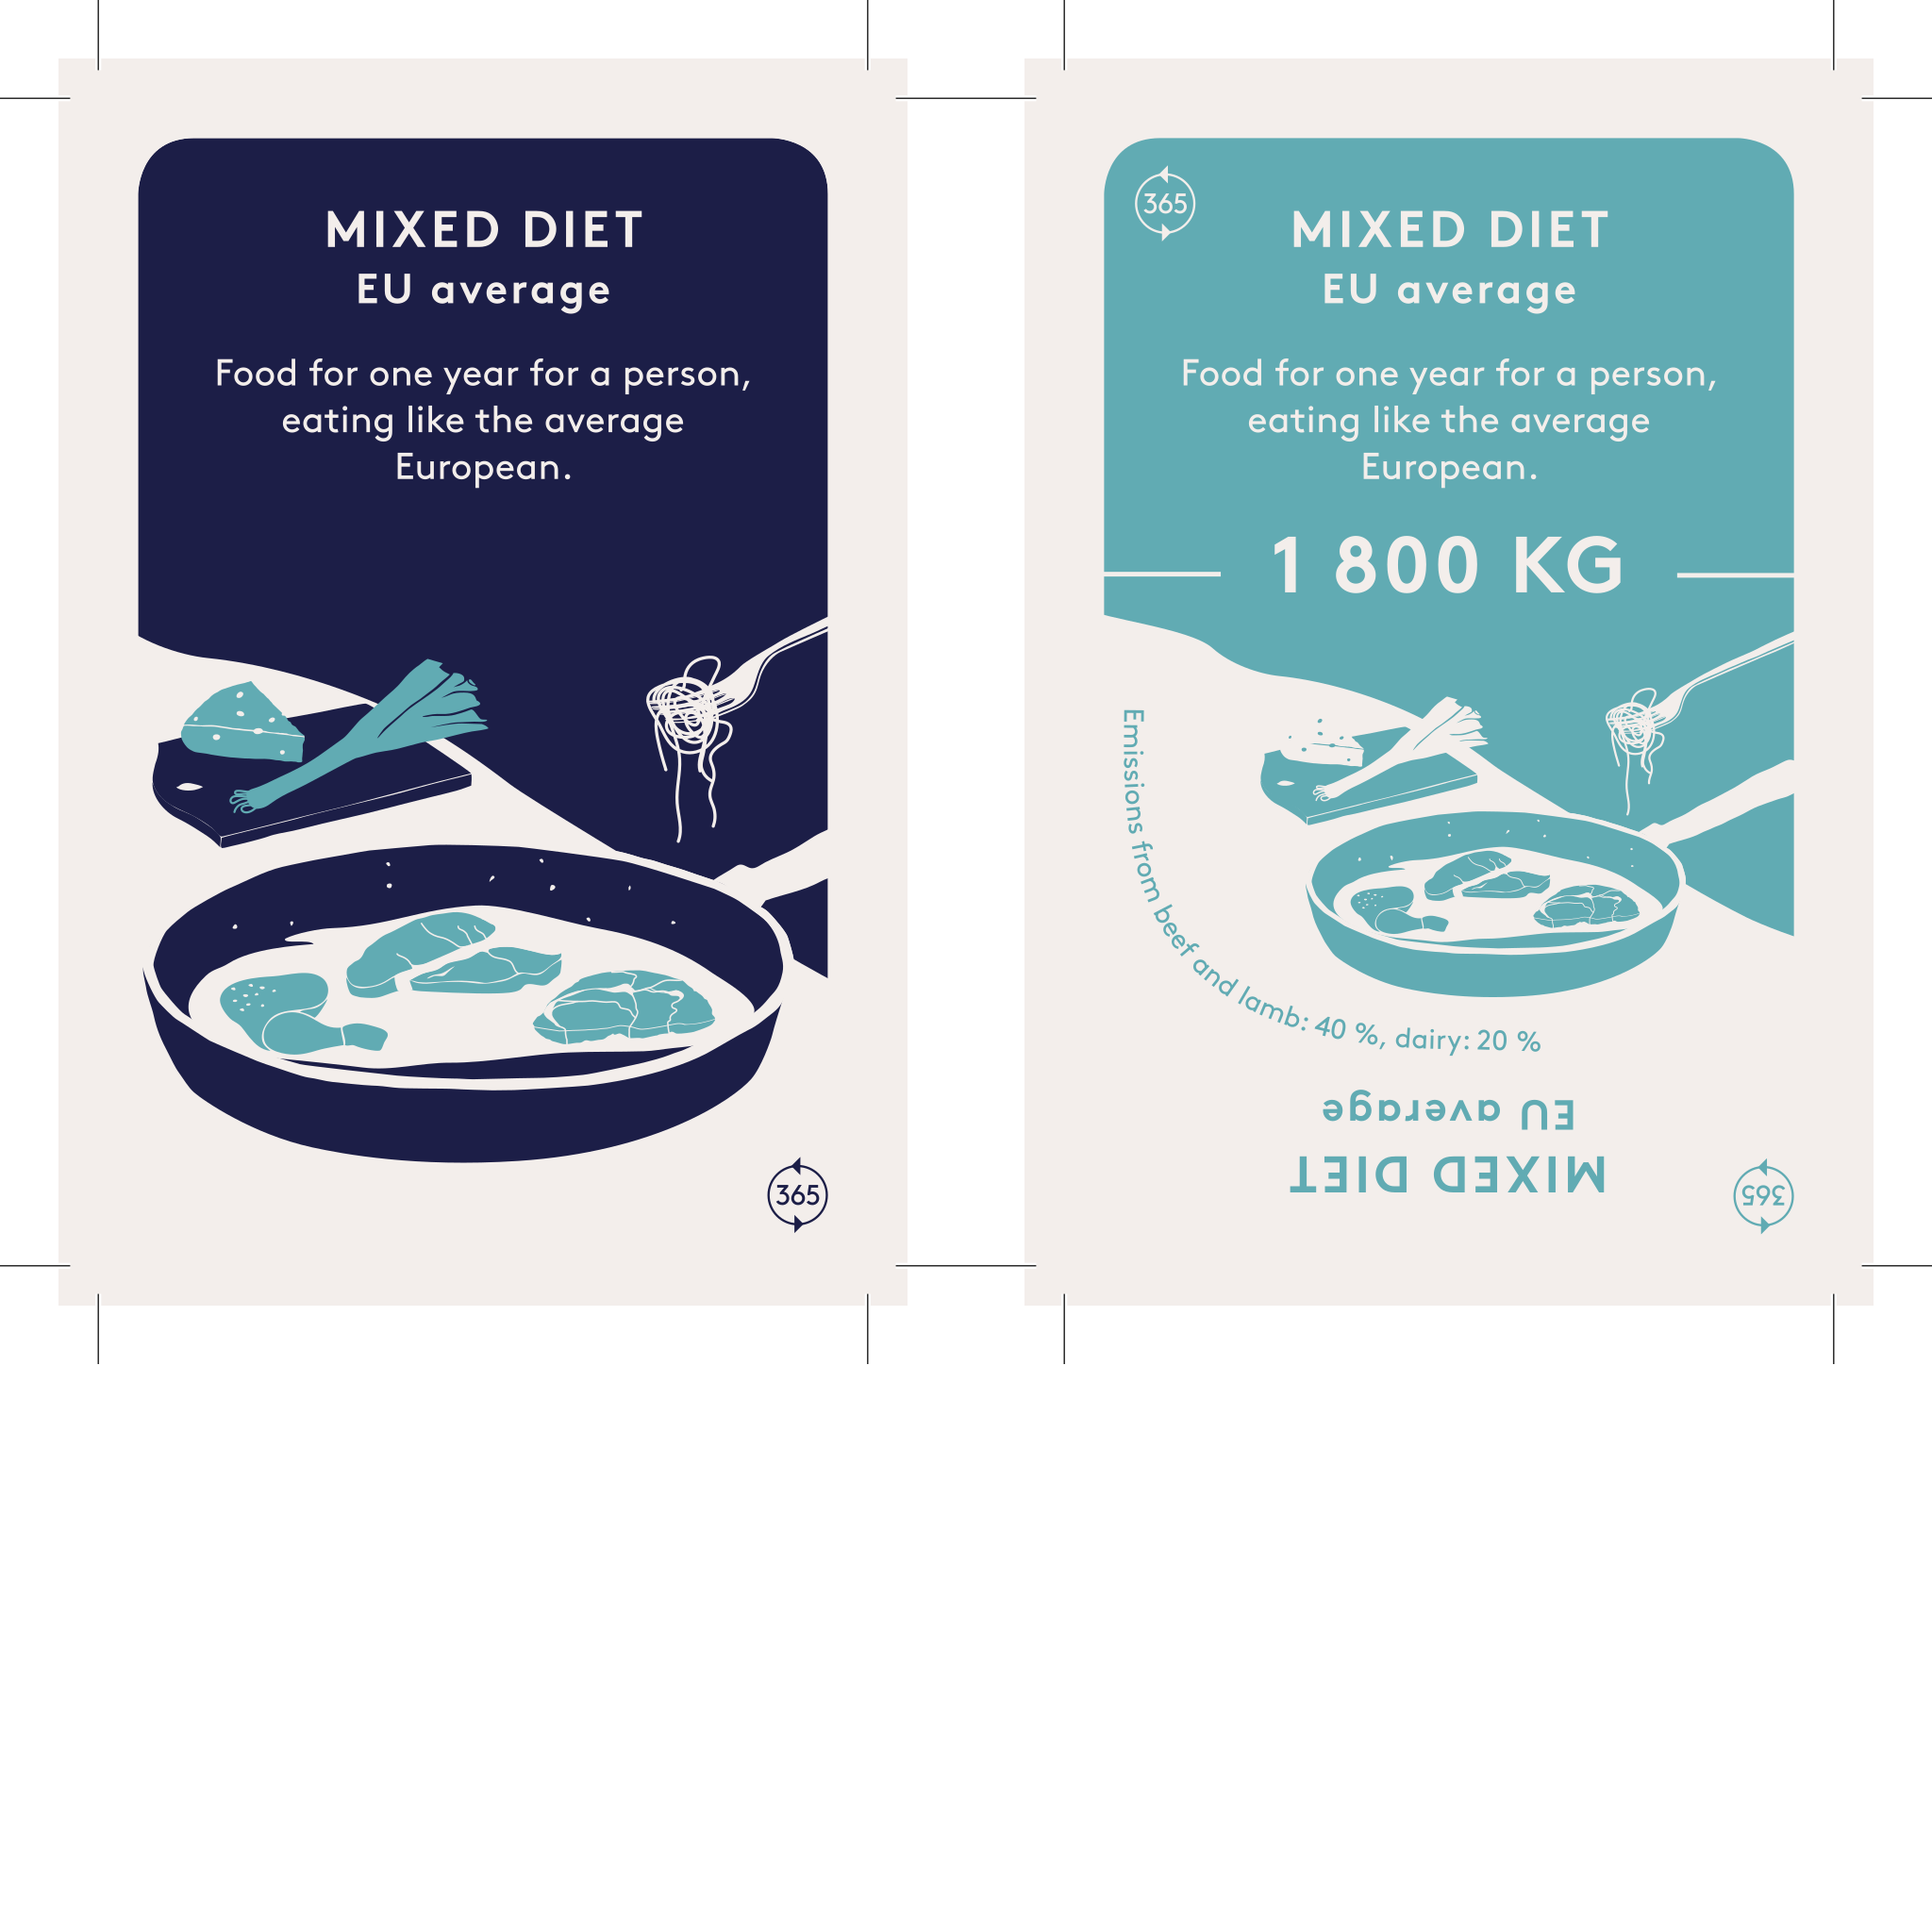 MIXED DIET
EU average
Food for one year for a person,
eating like the average
European.
365
365
MIXED DIET
EU average
Food for one year for a person,
eating like the average
European.
1 800 KG
Emissions from beef and lamb: 40 %, dairy: 20 %
EU average
MIXED DIET
365